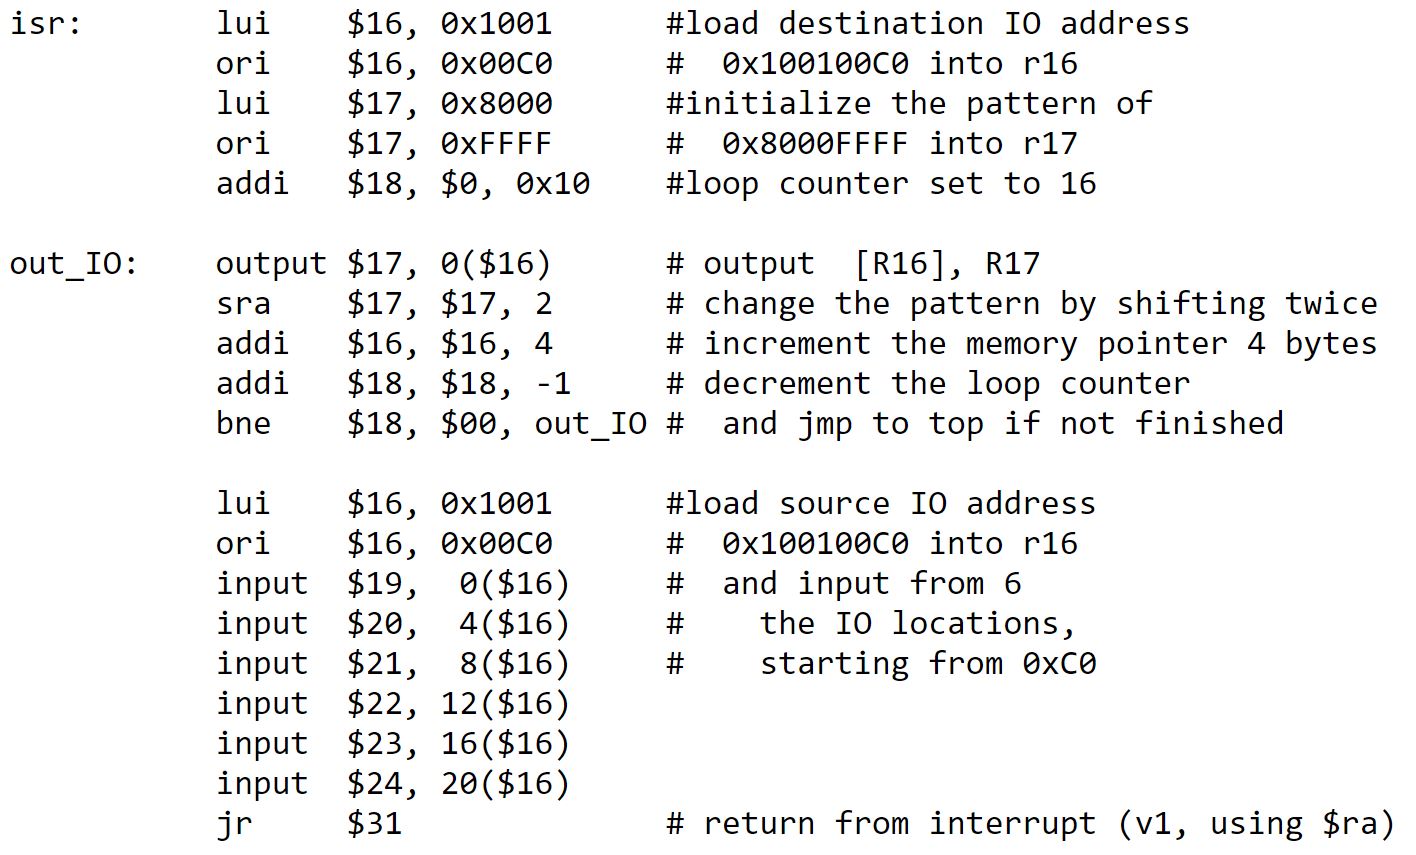 isr: lui $16, 0x1001 #load destination IO address
ori $16, 0x00C0 # 0x100100C0 into r16
lui $17, 0x8000 #initialize the pattern of
ori $17, 0xFFFF # 0x8000FFFF into r17
addi $18, $0, 0x10 #loop counter set to 16
out_IO: output $17, 0($16) # output [R16], R17
sra $17, $17, 2 # change the pattern by shifting twice
addi $16, $16, 4 # increment the memory pointer 4 bytes
addi $18, $18, -1 # decrement the loop counter
bne $18, $00, out_IO # and jmp to top if not finished
lui $16, 0x1001 #load source IO address
ori $16, 0x00C0 # 0x100100C0 into r16
input $19, 0($16) # and input from 6
input $20, 4($16) # the IO locations,
input $21, 8($16) # starting from 0xC0
input $22, 12($16)
input $23, 16($16)
input $24, 20($16)
jr $31 # return from interrupt (v1, using $ra)